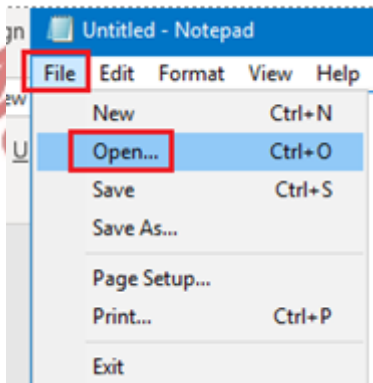 Untitled - Notepad
File Edit Format View Help
New Ctrl+N
Open... Ctrl+O
Save Ctrl+S
Save As...
Page Setup...
Print... Ctrl+P
Exit
U